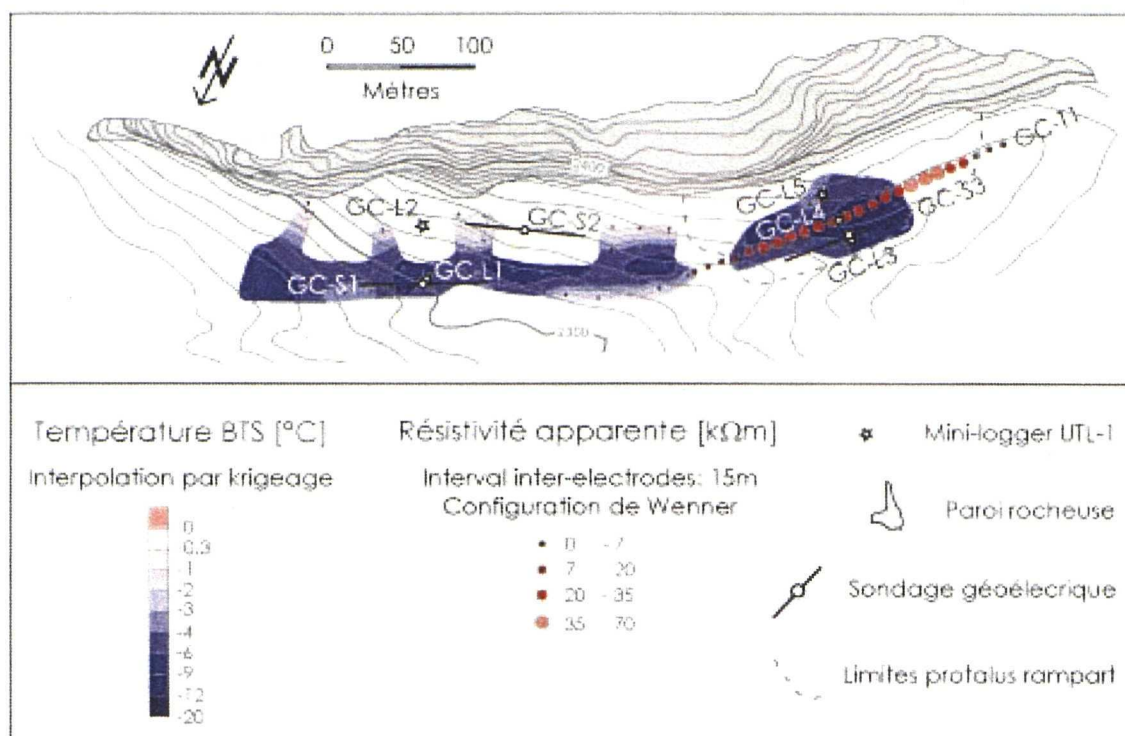 N
0 50 100
Mètres
GC-T1
GC-L5
GC-L2
GC-S2
GC-L4
GC-S3
GC-L3
GC-S1
GC-L1
2350
Température BTS [°C]
Interpolation par krigeage
0
-0.3
-1
-2
-3
-4
-6
-9
-12
-20
Résistivité apparente [kΩm]
Interval inter-electrodes: 15m
Configuration de Wenner
0 - 7
7 20
20 - 35
35 70
Mini-logger UTL-1
Paroi rocheuse
Sondage géoélecrique
Limites protalus rampart